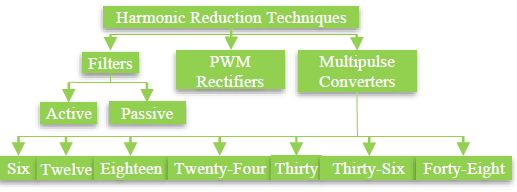 Harmonic Reduction Techniques
Filters
PWM
Rectifiers
Multipulse
Converters
Active
Passive
Six
Twelve
Eighteen
Twenty-Four
Thirty
Thirty-Six
Forty-Eight